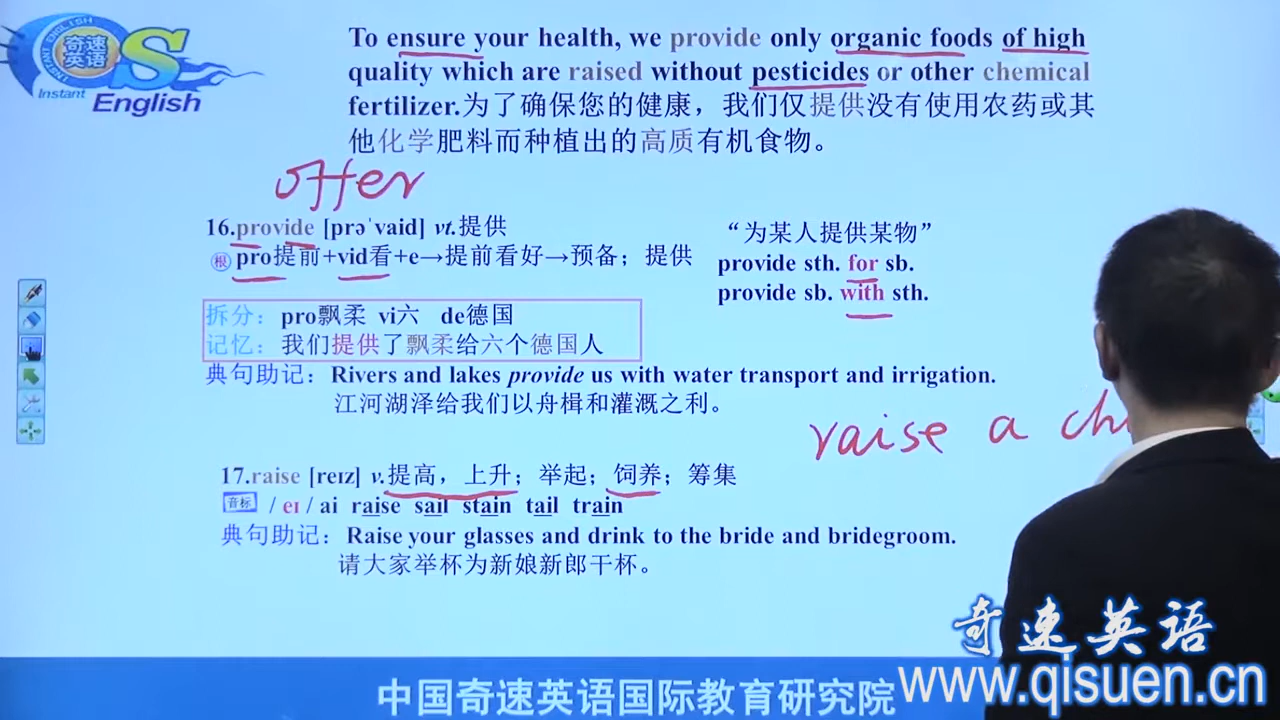 INSTANT ENGLISH
奇速
英语
S
Instant
English
To ensure your health, we provide only organic foods of high
quality which are raised without pesticides or other chemical
fertilizer.为了确保您的健康，我们仅提供没有使用农药或其
他化学肥料而种植出的高质有机食物。
offer
16.provide [prəˈvaid] vt.提供
根 pro提前+vid看+e→提前看好→预备；提供
“为某人提供某物”
provide sth. for sb.
provide sb. with sth.
拆分：pro飘柔 vi六 de德国
记忆：我们提供了飘柔给六个德国人
典句助记：Rivers and lakes provide us with water transport and irrigation.
江河湖泽给我们以舟楫和灌溉之利。
raise a ch
17.raise [reɪz] v.提高，上升；举起；饲养；筹集
音标 / eɪ / ai raise sail stain tail train
典句助记：Raise your glasses and drink to the bride and bridegroom.
请大家举杯为新娘新郎干杯。
奇速英语
www.qisuen.cn
中国奇速英语国际教育研究院